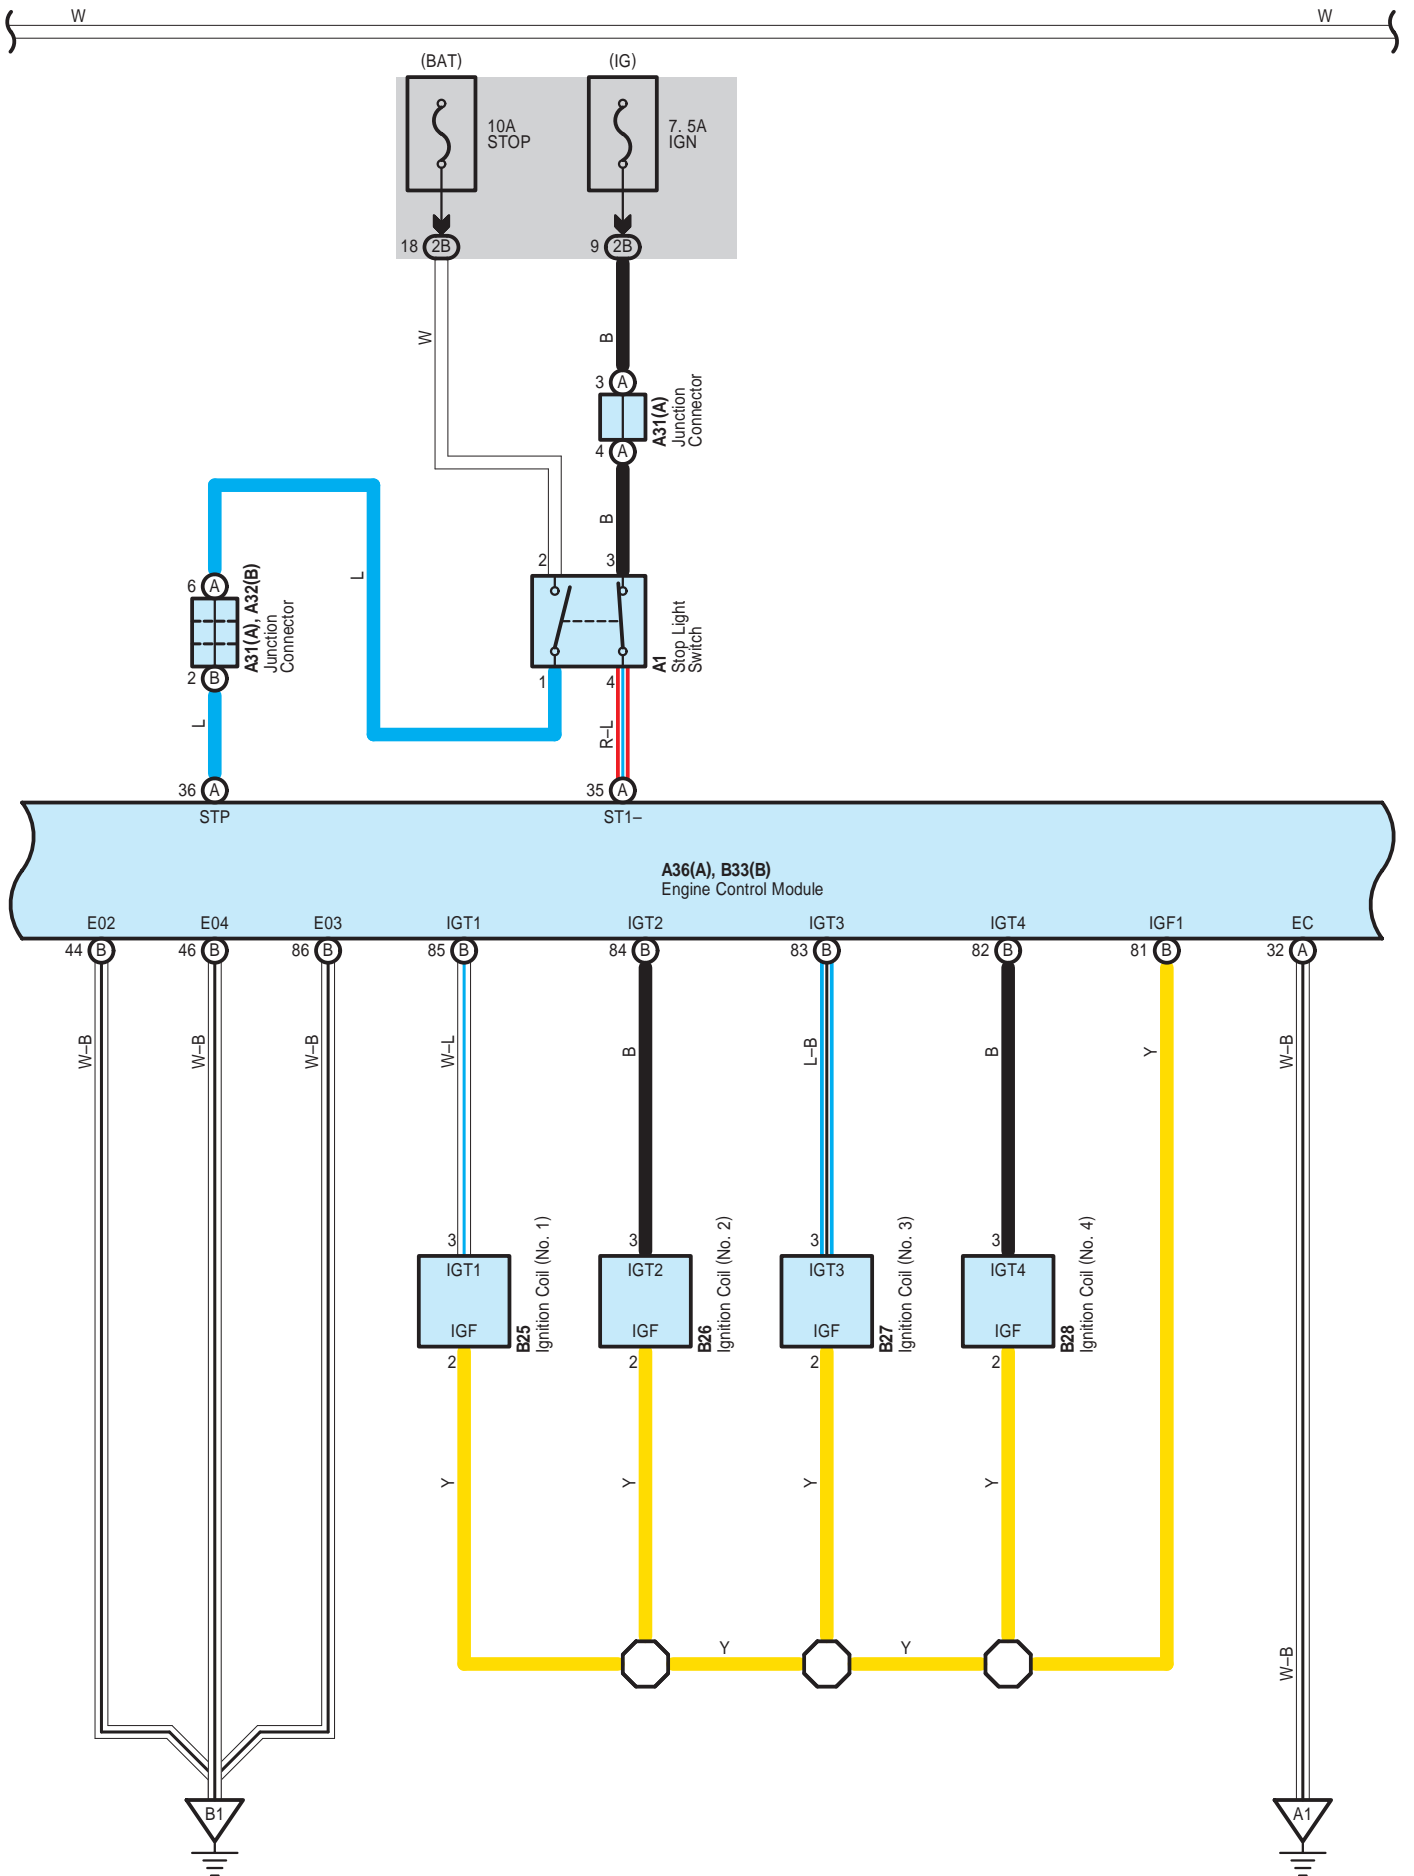 W
W
(BAT)
(IG)
10A
STOP
7. 5A
IGN
18
2B
9
2B
W
B
3
A
A31(A)
Junction
Connector
4
A
B
2
3
6
A
A31(A), A32(B)
Junction
Connector
2
B
L
L
A1
Stop Light
Switch
1
4
R–L
36
A
35
A
STP
ST1–
A36(A), B33(B)
Engine Control Module
E02
E04
E03
IGT1
IGT2
IGT3
IGT4
IGF1
EC
44
B
46
B
86
B
85
B
84
B
83
B
82
B
81
B
32
A
W–B
W–B
W–B
W–L
B
L–B
B
Y
W–B
3
3
3
3
IGT1
IGT2
IGT3
IGT4
IGF
IGF
IGF
IGF
B25
Ignition Coil (No. 1)
B26
Ignition Coil (No. 2)
B27
Ignition Coil (No. 3)
B28
Ignition Coil (No. 4)
2
2
2
2
Y
Y
Y
Y
Y
Y
W–B
B1
A1